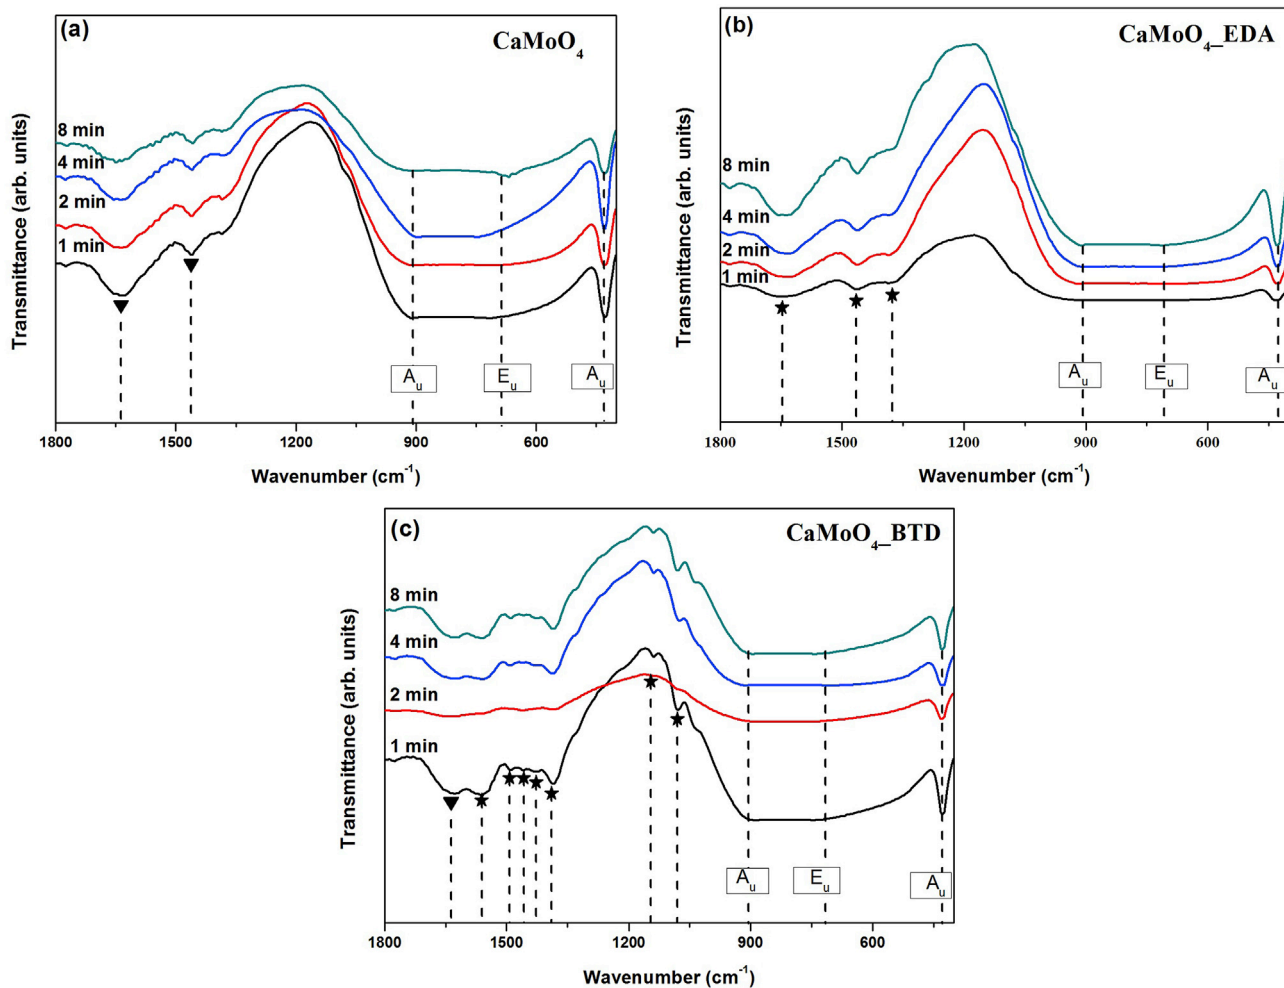 (a)
CaMoO₄
8 min
4 min
2 min
1 min
Aᵤ
Eᵤ
Aᵤ
1800 1500 1200 900 600
Wavenumber (cm⁻¹)
Transmittance (arb. units)
(b)
CaMoO₄_EDA
8 min
4 min
2 min
1 min
Aᵤ
Eᵤ
Aᵤ
1800 1500 1200 900 600
Wavenumber (cm⁻¹)
Transmittance (arb. units)
(c)
CaMoO₄_BTD
8 min
4 min
2 min
1 min
Aᵤ
Eᵤ
Aᵤ
1800 1500 1200 900 600
Wavenumber (cm⁻¹)
Transmittance (arb. units)